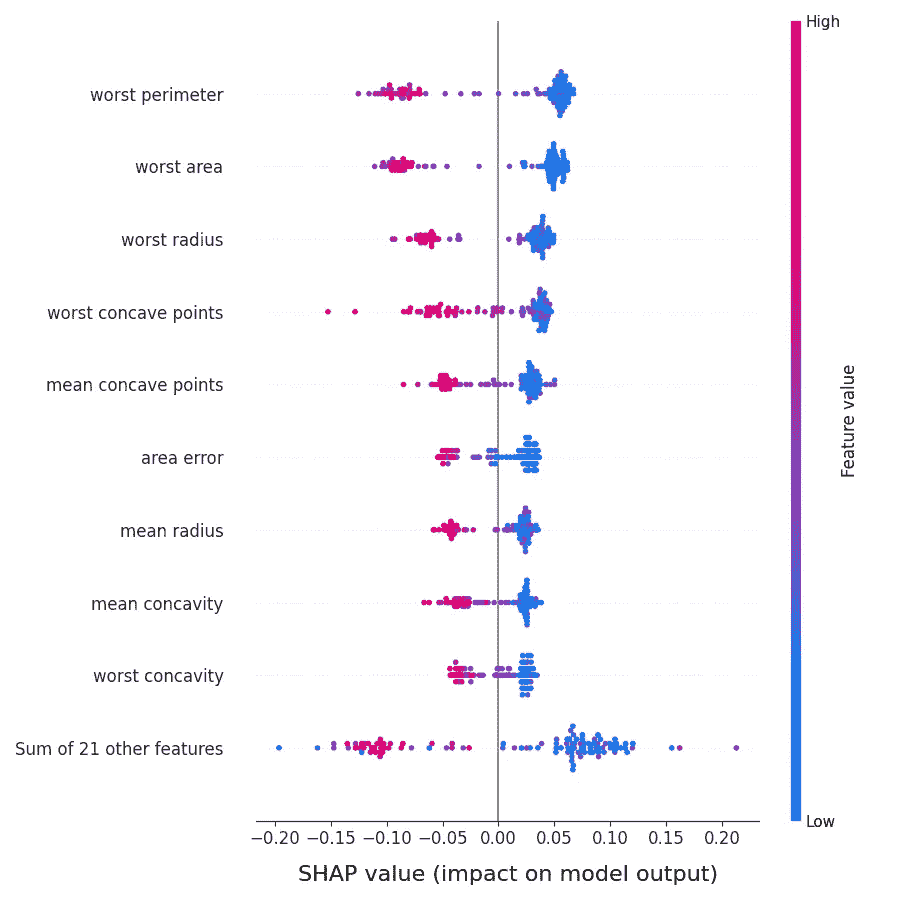 High
worst perimeter
worst area
worst radius
worst concave points
mean concave points
area error
mean radius
mean concavity
worst concavity
Sum of 21 other features
Feature value
Low
−0.20 −0.15 −0.10 −0.05 0.00 0.05 0.10 0.15 0.20
SHAP value (impact on model output)